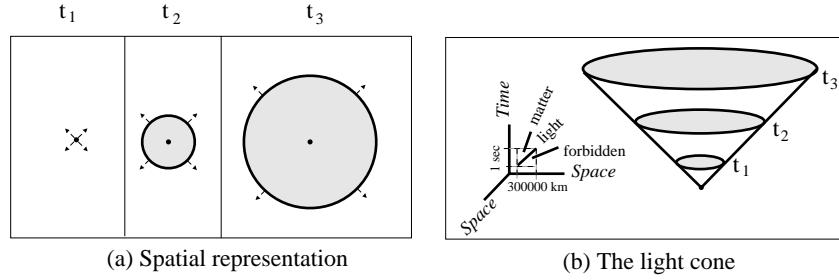 t1
t2
t3
(a) Spatial representation
Time
matter
light
forbidden
1 sec
Space
300000 km
Space
t3
t2
t1
(b) The light cone